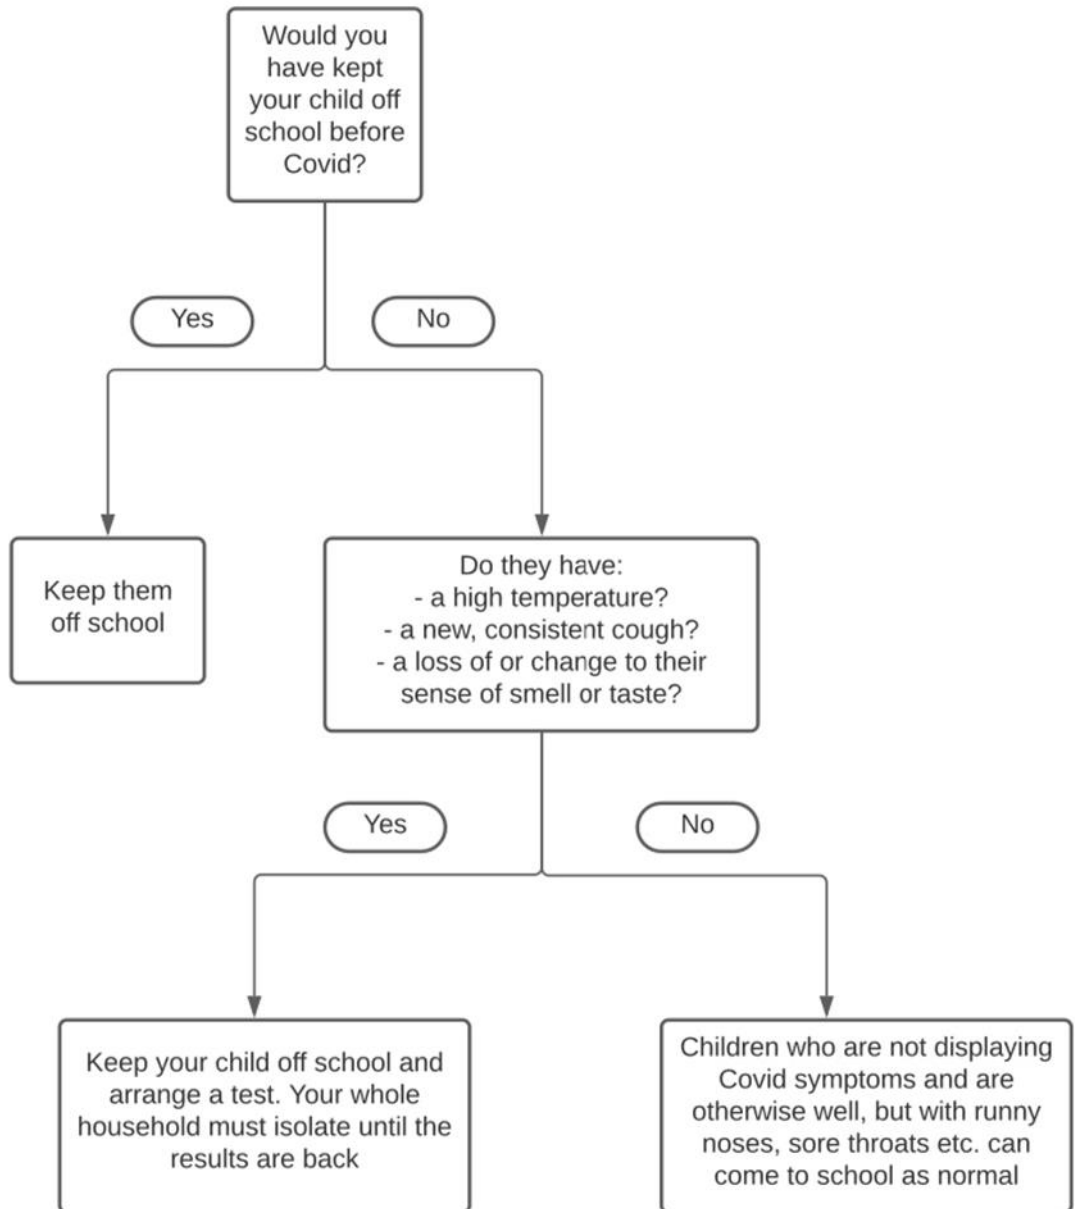 Would you
have kept
your child off
school before
Covid?
Yes
No
Keep them
off school
Do they have:
- a high temperature?
- a new, consistent cough?
- a loss of or change to their
sense of smell or taste?
Yes
No
Keep your child off school and
arrange a test. Your whole
household must isolate until the
results are back
Children who are not displaying
Covid symptoms and are
otherwise well, but with runny
noses, sore throats etc. can
come to school as normal